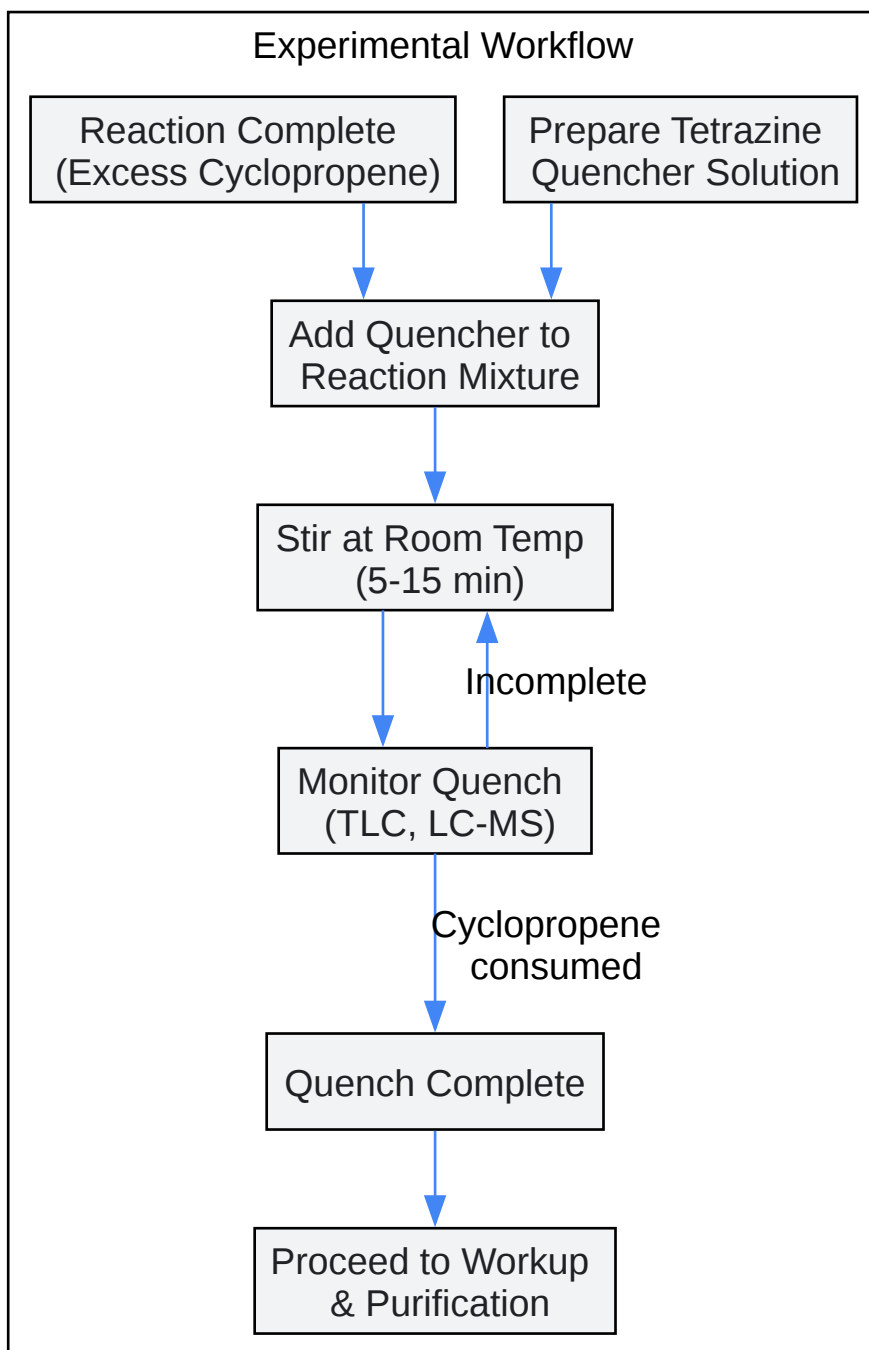 Experimental Workflow
Reaction Complete
(Excess Cyclopropene)
Prepare Tetrazine
Quencher Solution
Add Quencher to
Reaction Mixture
Stir at Room Temp
(5-15 min)
Incomplete
Monitor Quench
(TLC, LC-MS)
Cyclopropene
consumed
Quench Complete
Proceed to Workup
& Purification